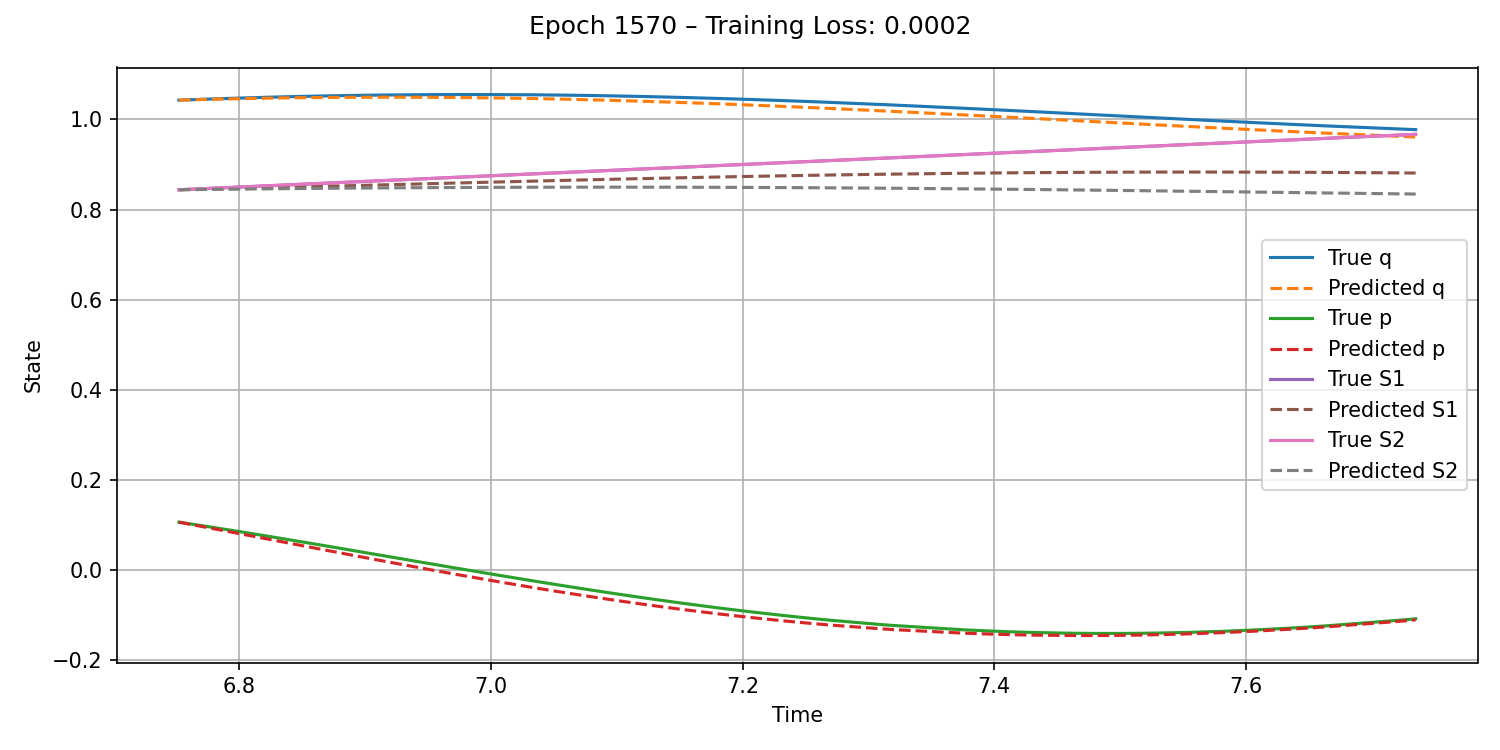 Epoch 1570 – Training Loss: 0.0002
State
1.0
0.8
0.6
0.4
0.2
0.0
−0.2
True q
Predicted q
True p
Predicted p
True S1
Predicted S1
True S2
Predicted S2
6.8 7.0 7.2 7.4 7.6
Time